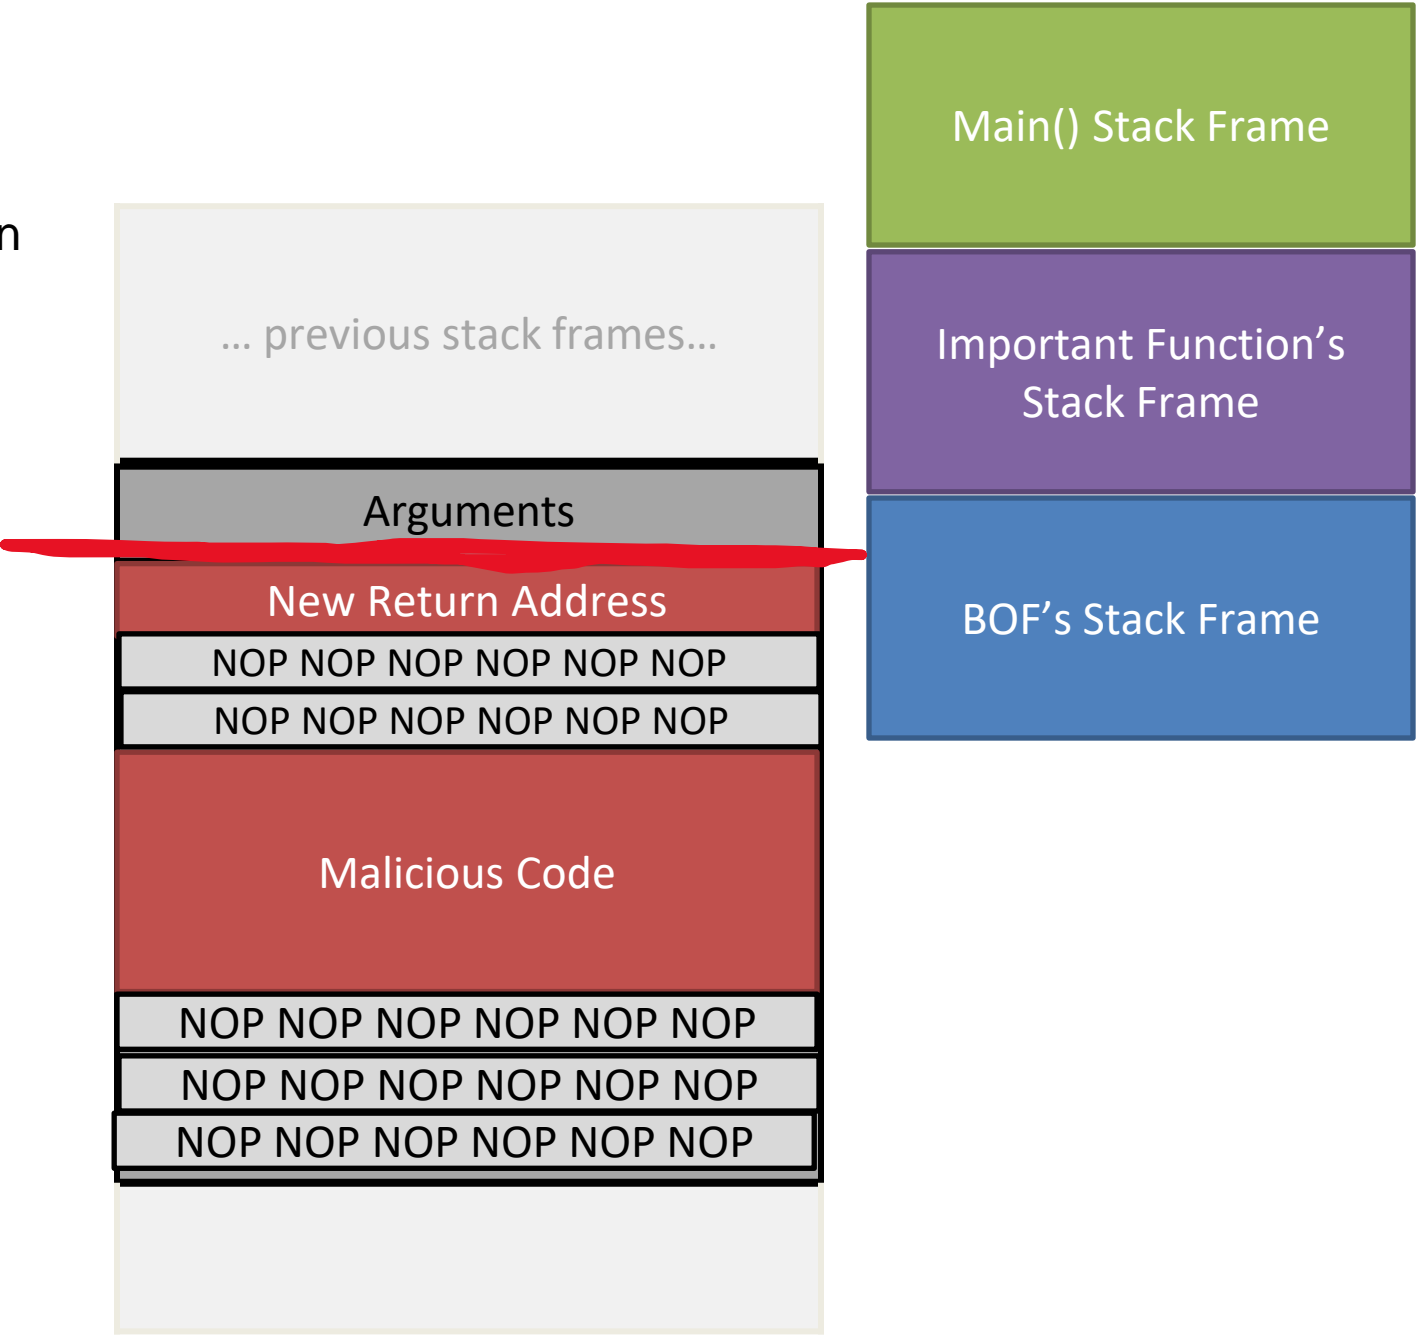 n
… previous stack frames…
Arguments
New Return Address
NOP NOP NOP NOP NOP NOP
NOP NOP NOP NOP NOP NOP
Malicious Code
NOP NOP NOP NOP NOP NOP
NOP NOP NOP NOP NOP NOP
NOP NOP NOP NOP NOP NOP
Main() Stack Frame
Important Function’s
Stack Frame
BOF’s Stack Frame